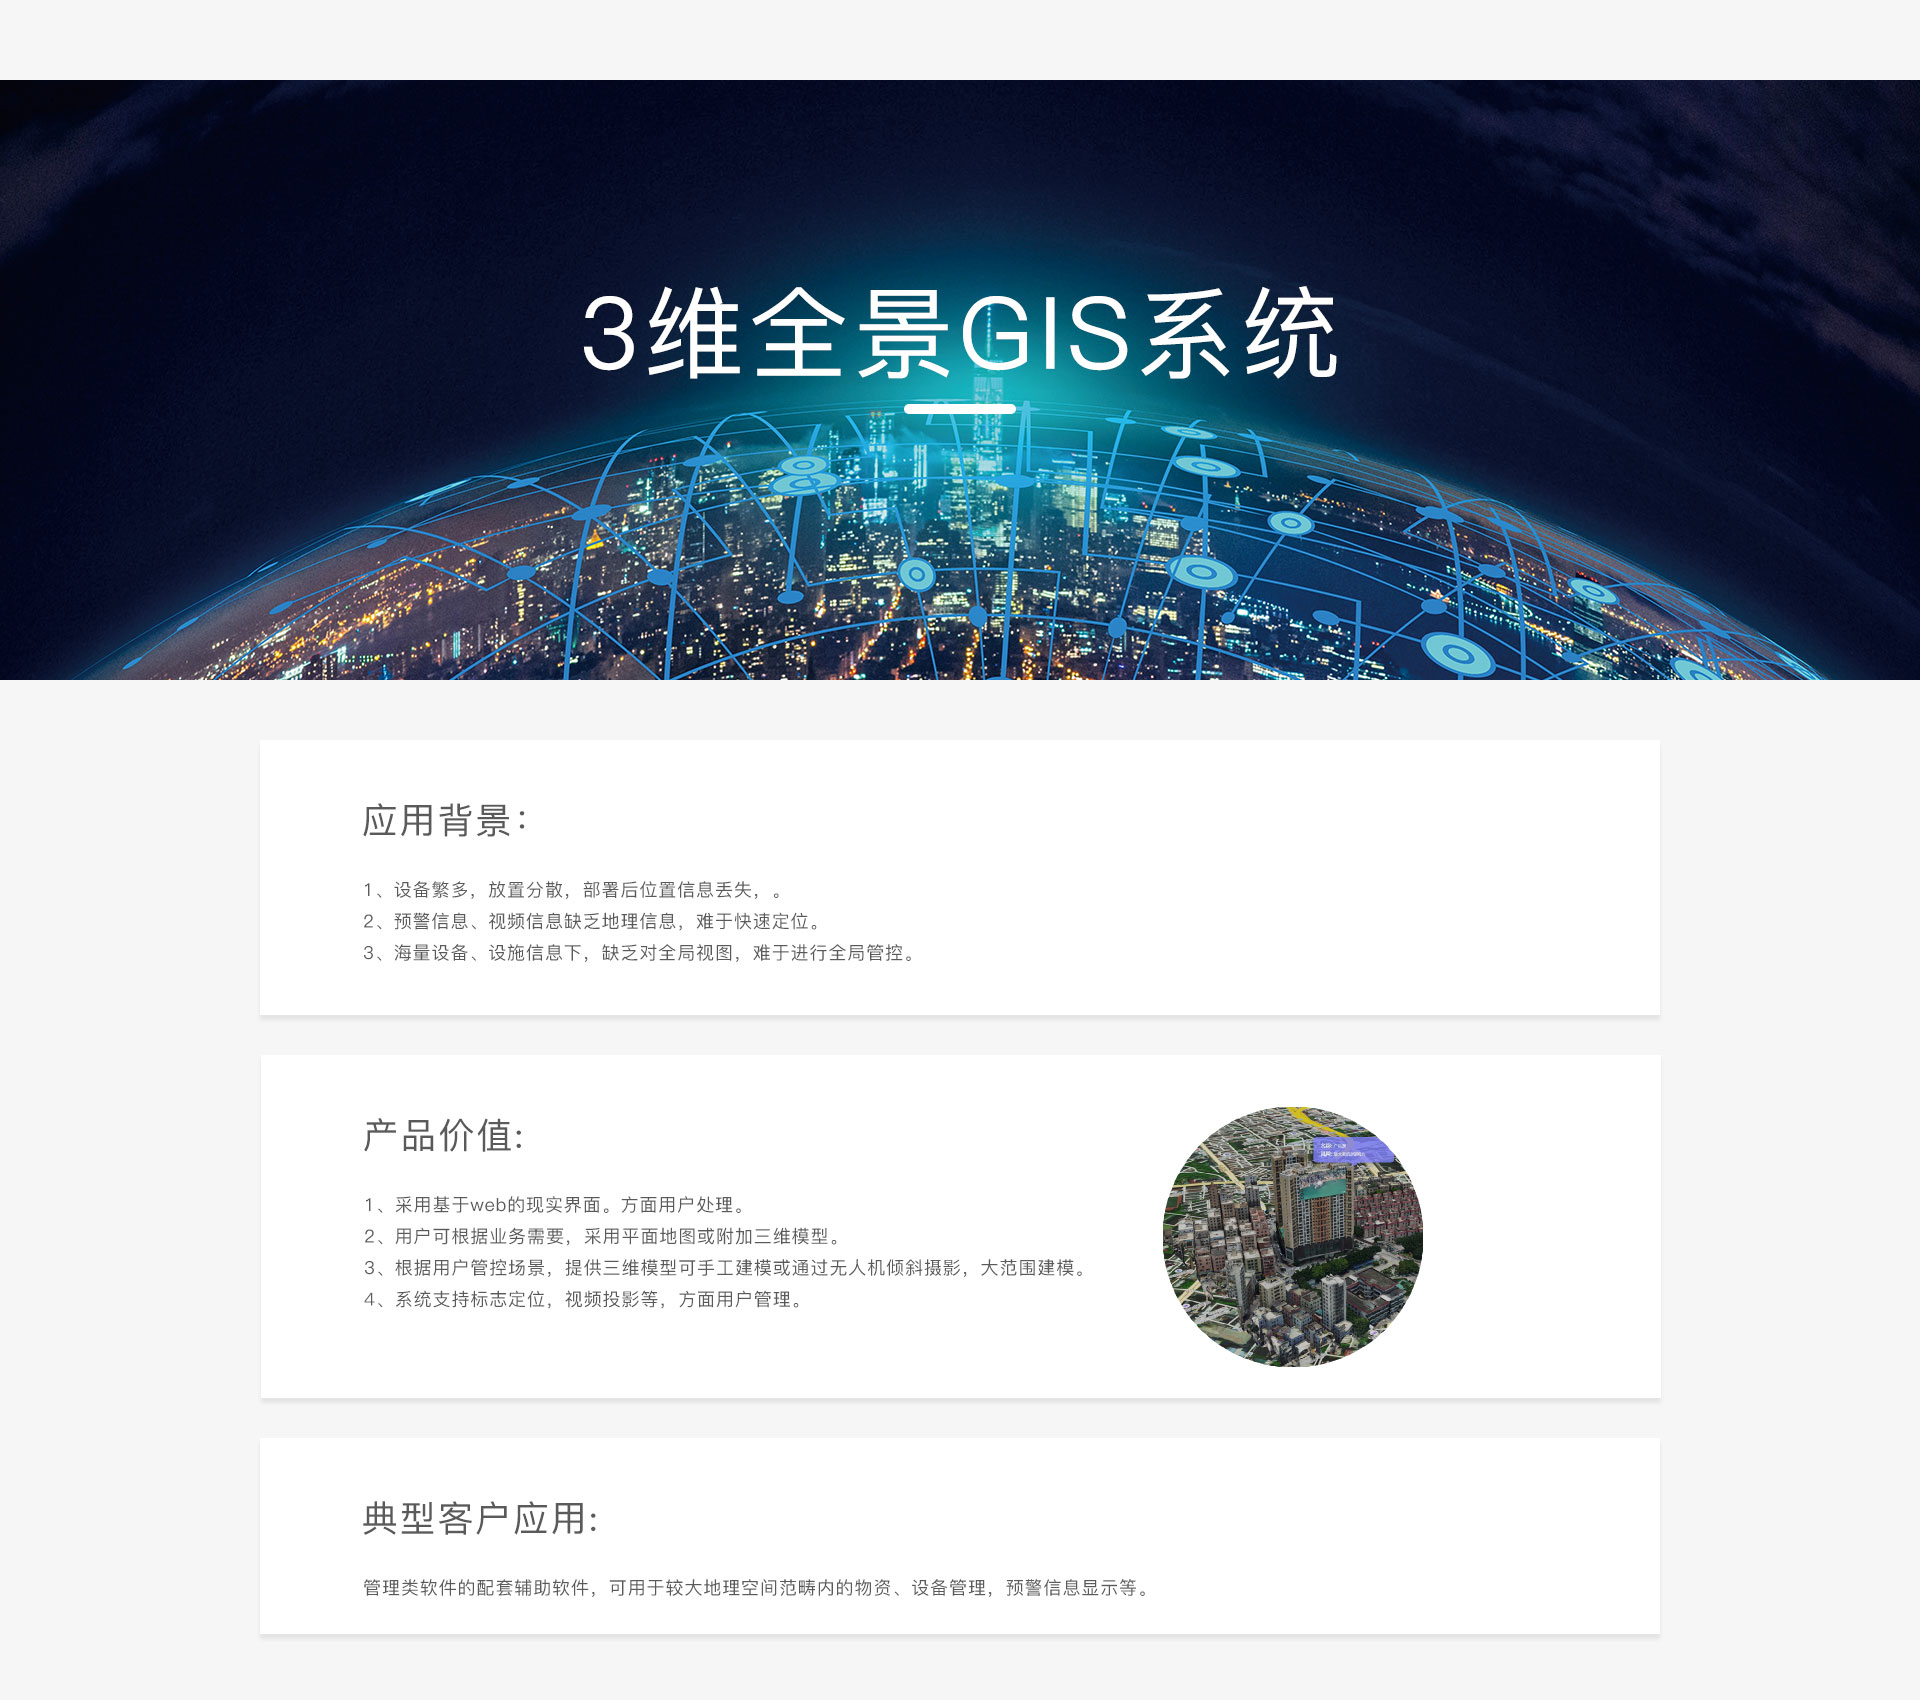 3维全景GIS系统
应用背景：
1、设备繁多，放置分散，部署后位置信息丢失，。
2、预警信息、视频信息缺乏地理信息，难于快速定位。
3、海量设备、设施信息下，缺乏对全局视图，难于进行全局管控。
产品价值:
1、采用基于web的现实界面。方面用户处理。
2、用户可根据业务需要，采用平面地图或附加三维模型。
3、根据用户管控场景，提供三维模型可手工建模或通过无人机倾斜摄影，大范围建模。
4、系统支持标志定位，视频投影等，方面用户管理。
典型客户应用:
管理类软件的配套辅助软件，可用于较大地理空间范畴内的物资、设备管理，预警信息显示等。